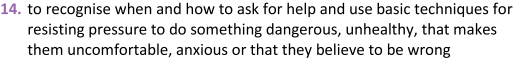 14. to recognise when and how to ask for help and use basic techniques for
resisting pressure to do something dangerous, unhealthy, that makes
them uncomfortable, anxious or that they believe to be wrong